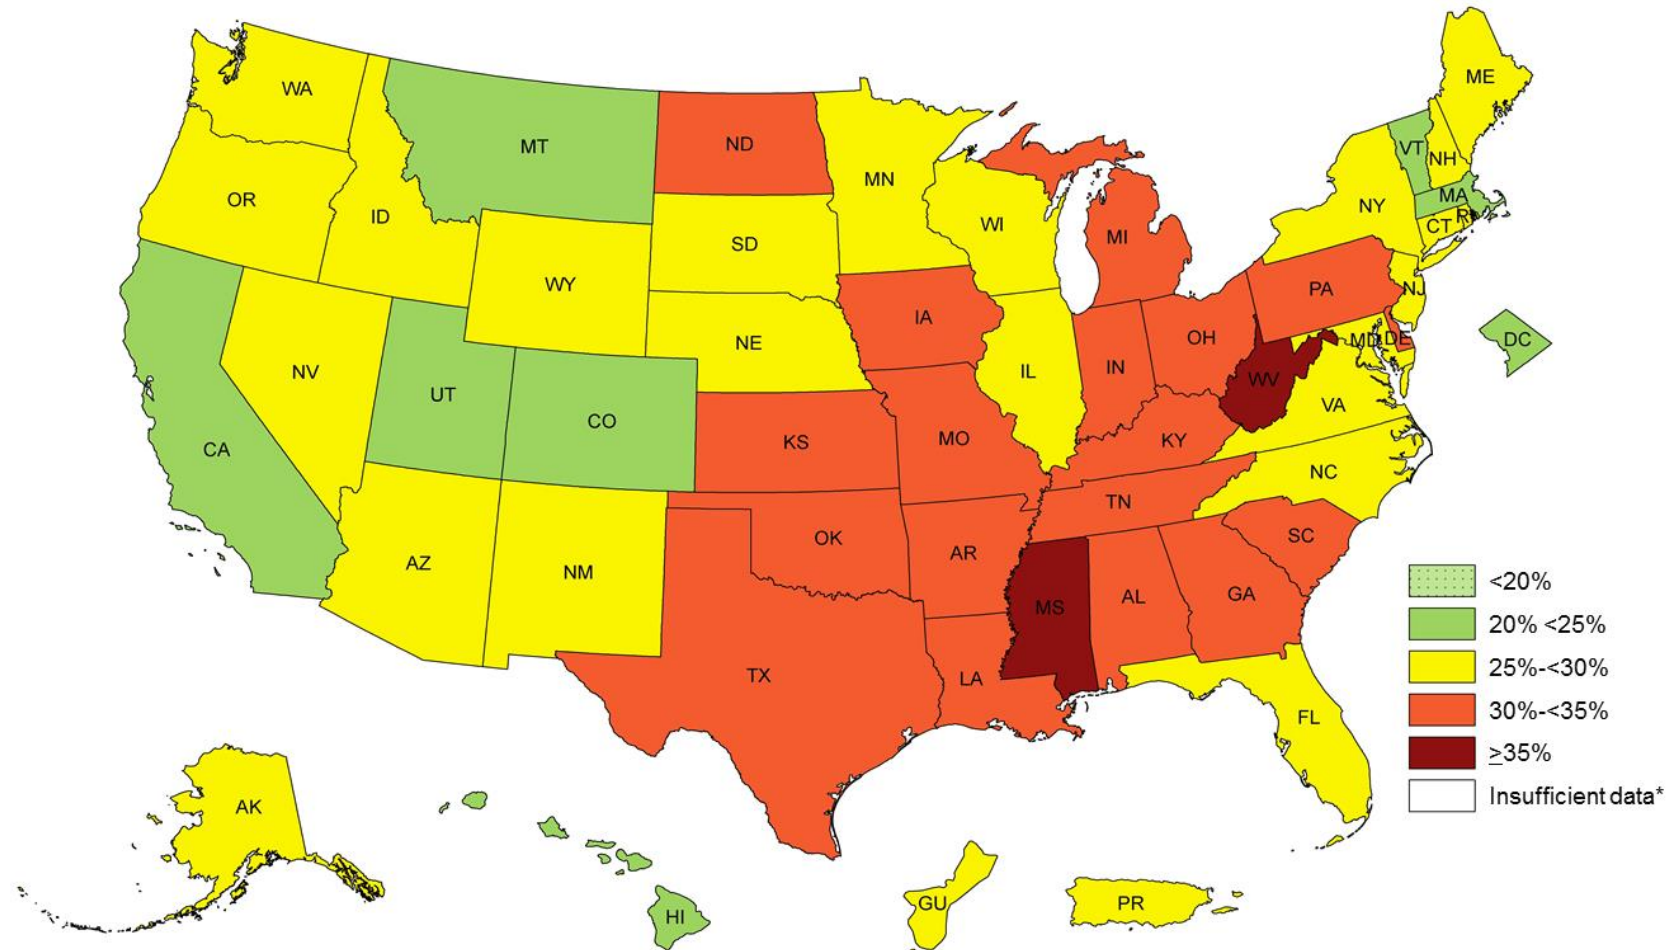 WA
MT
ND
MN
ME
VT
NH
OR
ID
SD
WI
MI
NY
MA
CT
RI
WY
IA
PA
NJ
NE
NV
UT
CO
IL
IN
OH
MD
DE
DC
WV
VA
CA
KS
MO
KY
NC
TN
SC
AZ
NM
OK
AR
MS
AL
GA
TX
LA
FL
AK
HI
GU
PR
<20%
20% <25%
25%-<30%
30%-<35%
≥35%
Insufficient data*